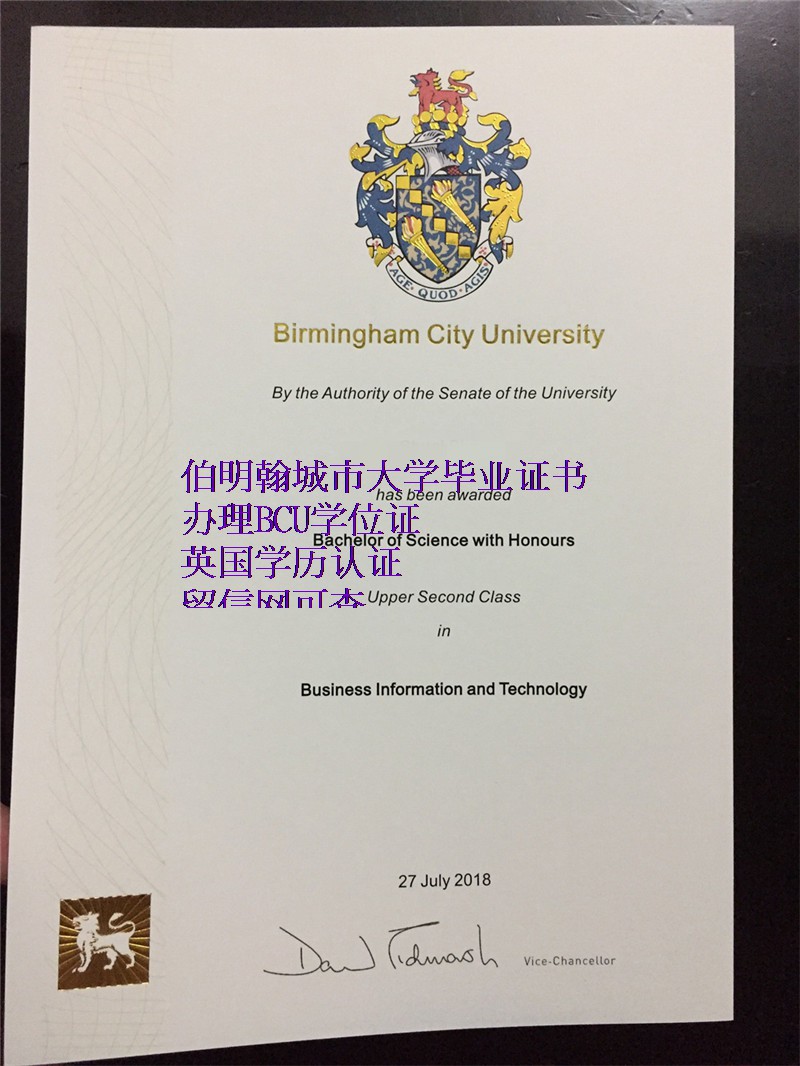 AGE· QUOD· AGIS
Birmingham City University
By the Authority of the Senate of the University
伯明翰城市大学毕业证书
has been awarded
办理BCU学位证
Bachelor of Science with Honours
英国学历认证
留信网可查
Upper Second Class
in
Business Information and Technology
27 July 2018
David Tidmarsh
Vice-Chancellor